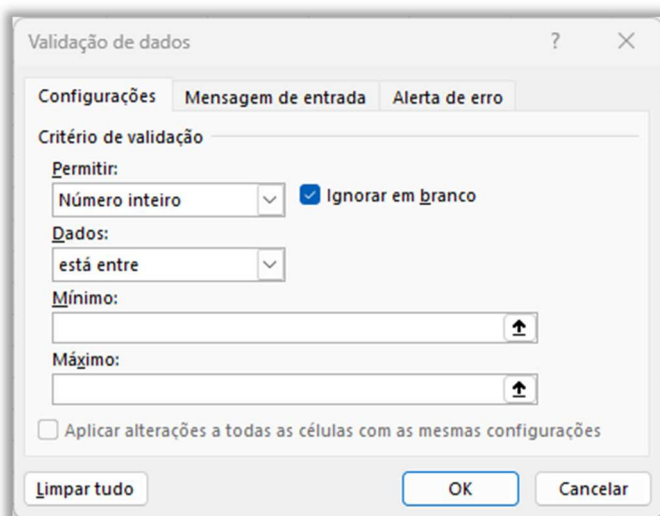 Validação de dados ?
Configurações Mensagem de entrada Alerta de erro
Critério de validação
Permitir:
Número inteiro Ignorar em branco
Dados:
está entre
Mínimo:
Máximo:
Aplicar alterações a todas as células com as mesmas configurações
Limpar tudo OK Cancelar